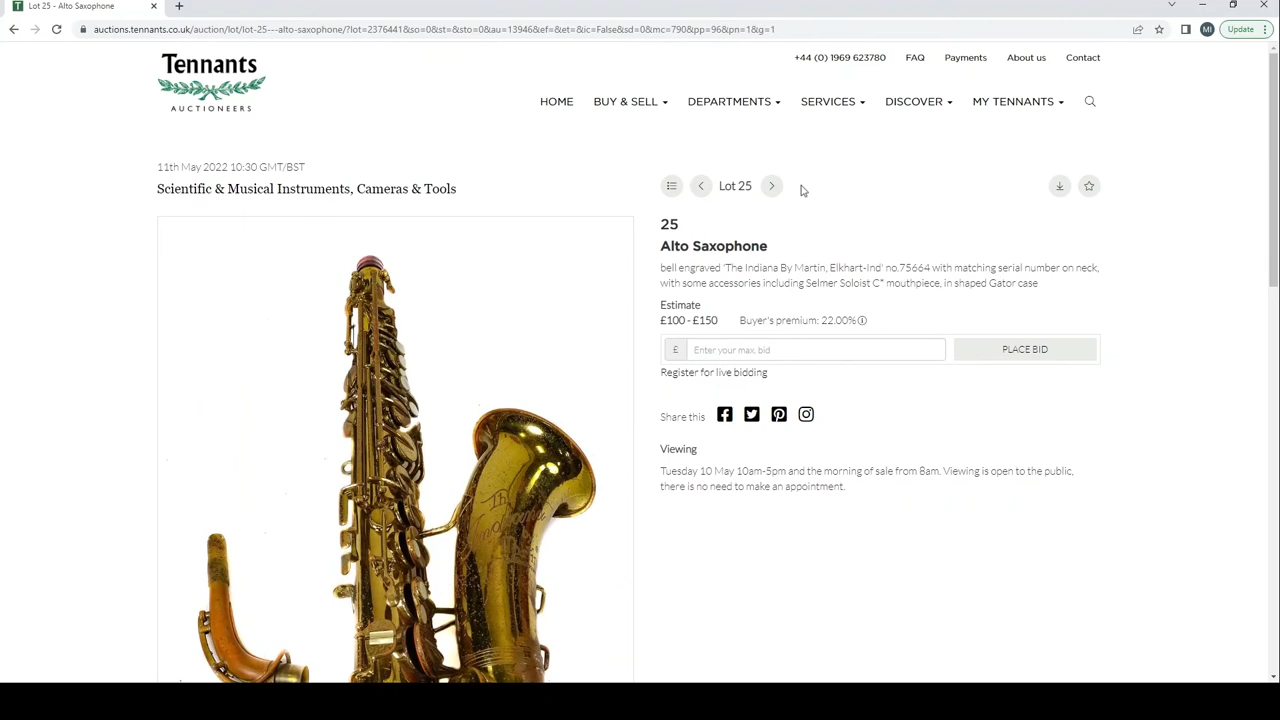 Lot 25 - Alto Saxophone
auctions.tennants.co.uk/auction/lot/lot-25---alto-saxophone/?lot=2376441&so=0&st=&sto=0&au=13946&ef=&et=&ic=False&sd=0&mc=790&pp=96&pn=1&g=1
MI
Update
Tennants
AUCTIONEERS
+44 (0) 1969 623780 FAQ Payments About us Contact
HOME BUY & SELL DEPARTMENTS SERVICES DISCOVER MY TENNANTS
11th May 2022 10:30 GMT/BST
Scientific & Musical Instruments, Cameras & Tools
Lot 25
25
Alto Saxophone
bell engraved 'The Indiana By Martin, Elkhart-Ind' no.75664 with matching serial number on neck,
with some accessories including Selmer Soloist C* mouthpiece, in shaped Gator case
Estimate
£100 - £150 Buyer's premium: 22.00%
£ Enter your max. bid PLACE BID
Register for live bidding
Share this
Viewing
Tuesday 10 May 10am-5pm and the morning of sale from 8am. Viewing is open to the public,
there is no need to make an appointment.
The
Indiana